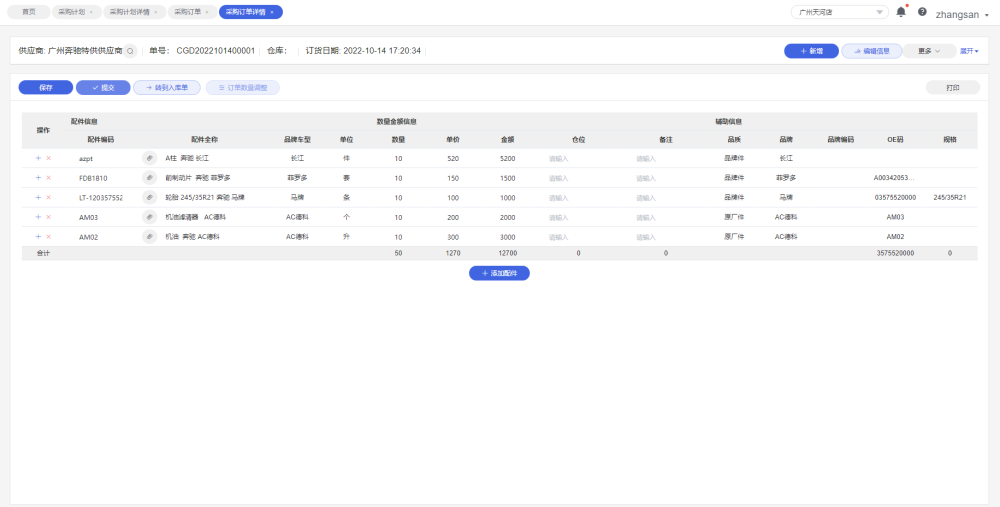 首页 采购计划 采购计划详情 采购订单 采购订单详情 广州天河店 zhangsan
供应商: 广州奔驰特供供应商 单号: CGD2022101400001 仓库: 订货日期: 2022-10-14 17:20:34 新增 编辑信息 更多 展开
保存 提交 转到入库单 订单数量调整 打印
操作 配件信息 数量金额信息 辅助信息
配件编码 配件全称 品牌车型 单位 数量 单价 金额 仓位 备注 品质 品牌 品牌编码 OE码 规格
azpt A柱 奔驰 长江 长江 件 10 520 5200 请输入 请输入 品牌件 长江
FDB1810 前制动片 奔驰 菲罗多 菲罗多 套 10 150 1500 请输入 请输入 品牌件 菲罗多 A00342053...
LT-120357552 轮胎 245/35R21 奔驰 马牌 马牌 条 10 100 1000 请输入 请输入 品牌件 马牌 03575520000 245/35R21
AM03 机油滤清器 AC德科 AC德科 个 10 200 2000 请输入 请输入 原厂件 AC德科 AM03
AM02 机油 奔驰 AC德科 AC德科 升 10 300 3000 请输入 请输入 原厂件 AC德科 AM02
合计 50 1270 12700 0 0 3575520000 0
添加配件